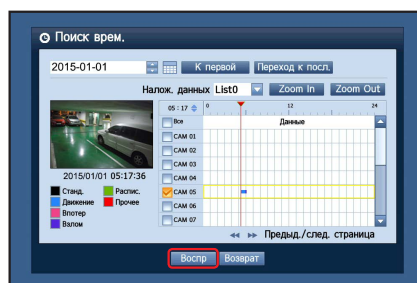 Поиск врем.
2015-01-01 К первой Переход к посл.
Налож. данных List0 Zoom In Zoom Out
05 : 17 0 12 24
Все Данные
CAM 01
CAM 02
CAM 03
CAM 04
2015/01/01 05:17:36
CAM 05
Станд. Распис.
Движение Прочее
CAM 06
Впотер
CAM 07
Валом
Предыд./след. страница
Воспр Возврат